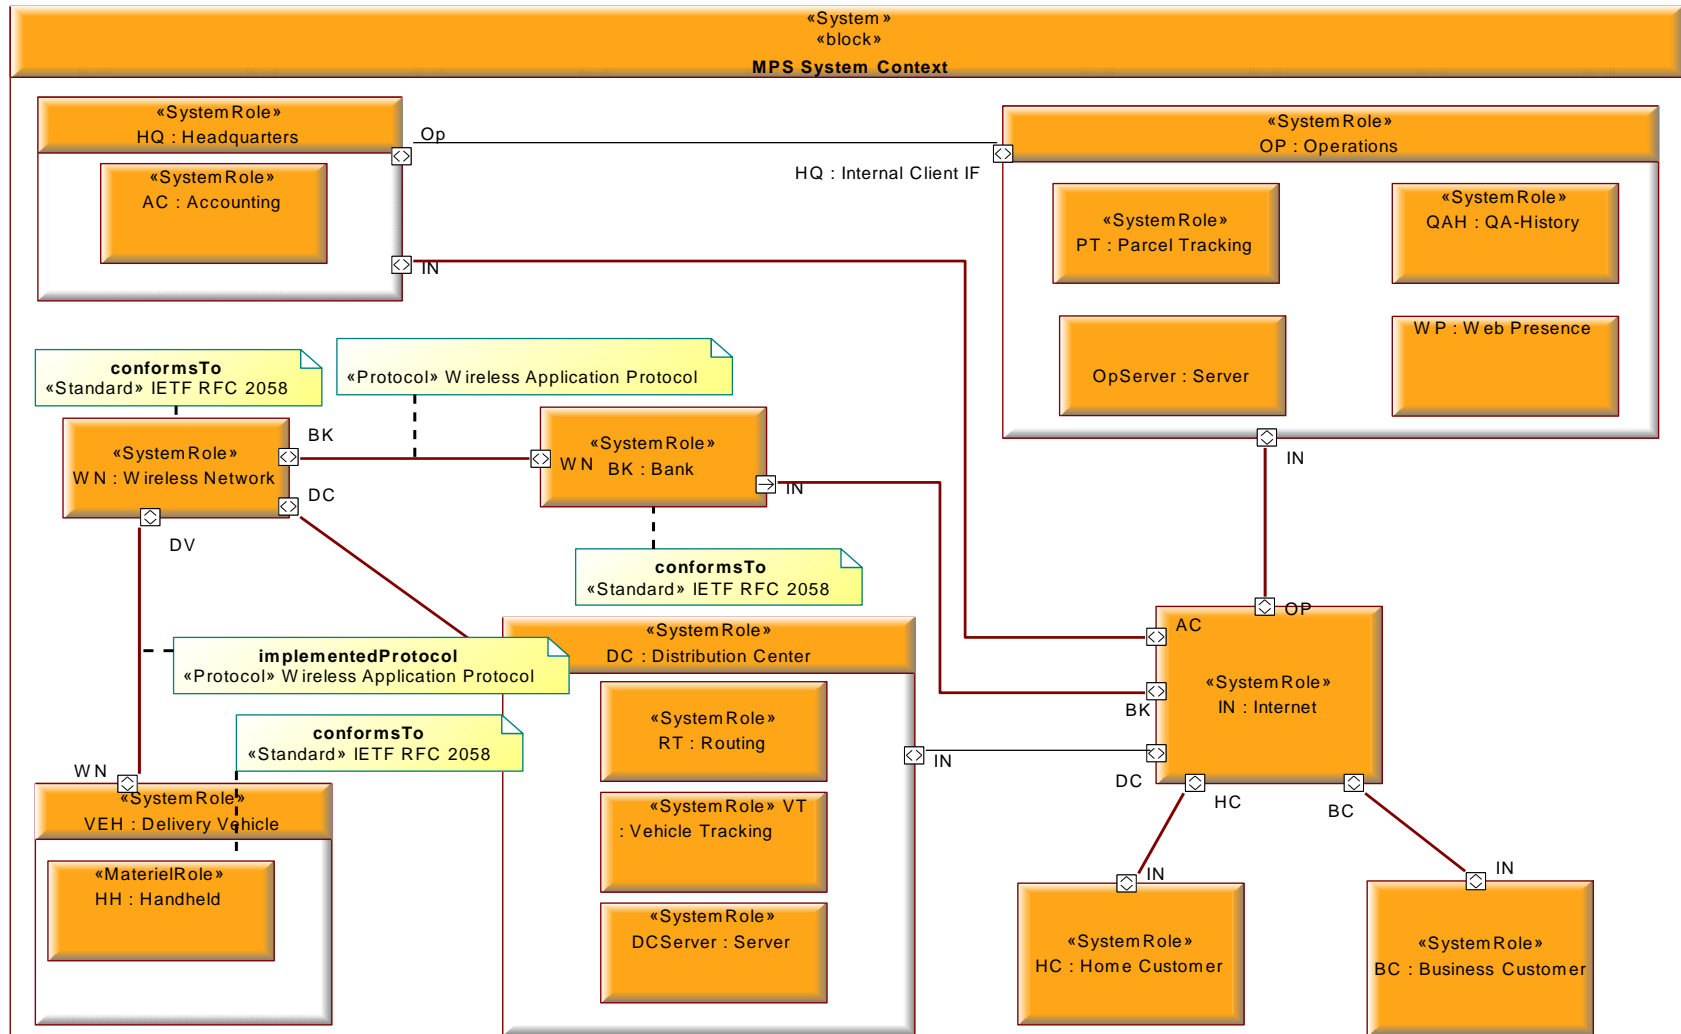 «System»
«block»
MPS System Context
«SystemRole»
HQ : Headquarters
«SystemRole»
AC : Accounting
Op
HQ : Internal Client IF
IN
«SystemRole»
OP : Operations
«SystemRole»
PT : Parcel Tracking
«SystemRole»
QAH : QA-History
OpServer : Server
WP : Web Presence
IN
conformsTo
«Standard» IETF RFC 2058
«Protocol» Wireless Application Protocol
«SystemRole»
WN : Wireless Network
BK
DC
DV
WN
«SystemRole»
BK : Bank
IN
conformsTo
«Standard» IETF RFC 2058
implementedProtocol
«Protocol» Wireless Application Protocol
conformsTo
«Standard» IETF RFC 2058
WN
«SystemRole»
VEH : Delivery Vehicle
«MaterielRole»
HH : Handheld
«SystemRole»
DC : Distribution Center
«SystemRole»
RT : Routing
«SystemRole» VT
: Vehicle Tracking
«SystemRole»
DCServer : Server
IN
OP
AC
«SystemRole»
IN : Internet
BK
DC
HC
BC
IN
«SystemRole»
HC : Home Customer
IN
«SystemRole»
BC : Business Customer